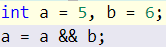 int a = 5, b = 6;
a = a && b;